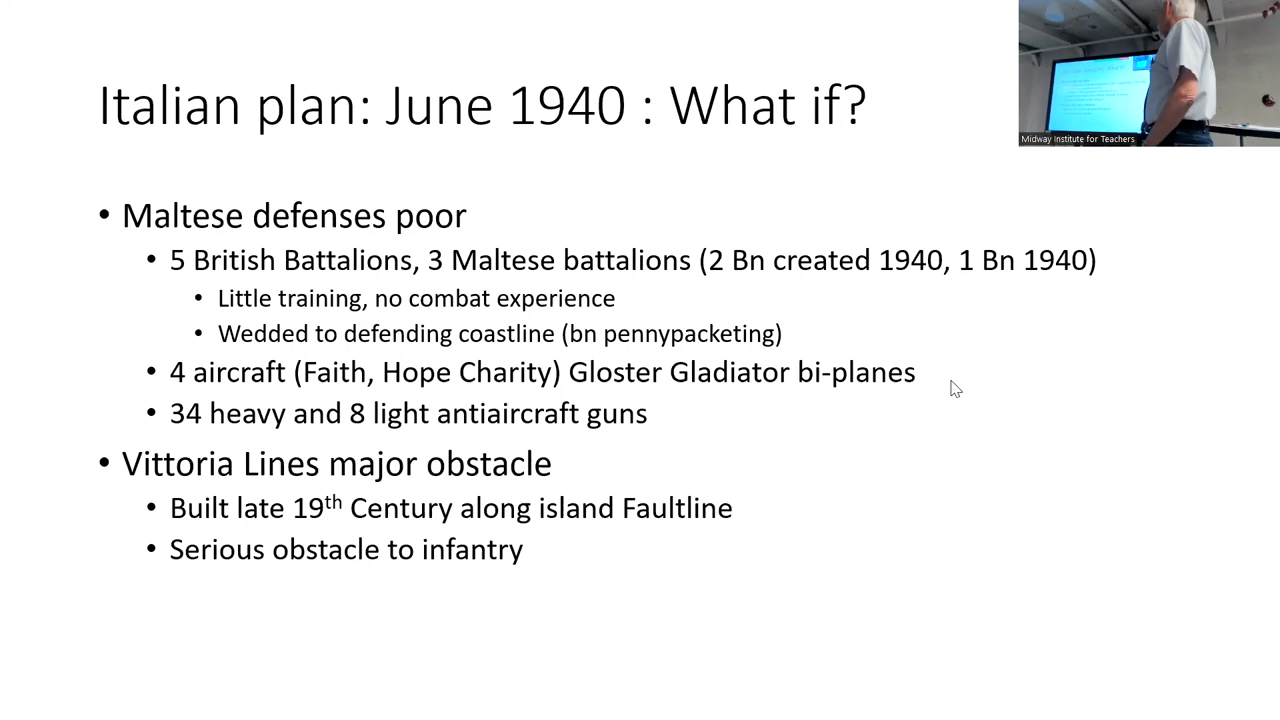 Italian plan: June 1940 : What if?
Midway Institute for Teachers
• Maltese defenses poor
• 5 British Battalions, 3 Maltese battalions (2 Bn created 1940, 1 Bn 1940)
• Little training, no combat experience
• Wedded to defending coastline (bn pennypacketing)
• 4 aircraft (Faith, Hope Charity) Gloster Gladiator bi-planes
• 34 heavy and 8 light antiaircraft guns
• Vittoria Lines major obstacle
• Built late 19th Century along island Faultline
• Serious obstacle to infantry